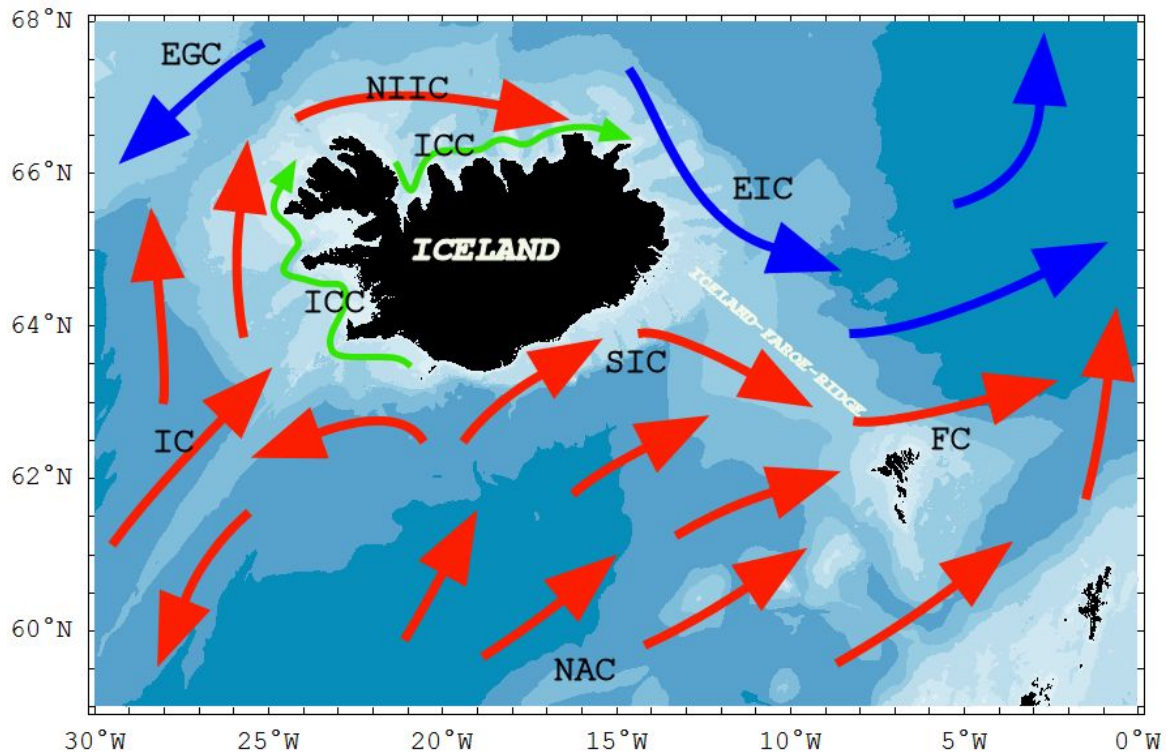 68°N
EGC
NIIC
ICC
66°N
EIC
ICELAND
ICELAND-FAROE-RIDGE
ICC
64°N
SIC
IC
FC
62°N
60°N
NAC
30°W
25°W
20°W
15°W
10°W
5°W
0°W